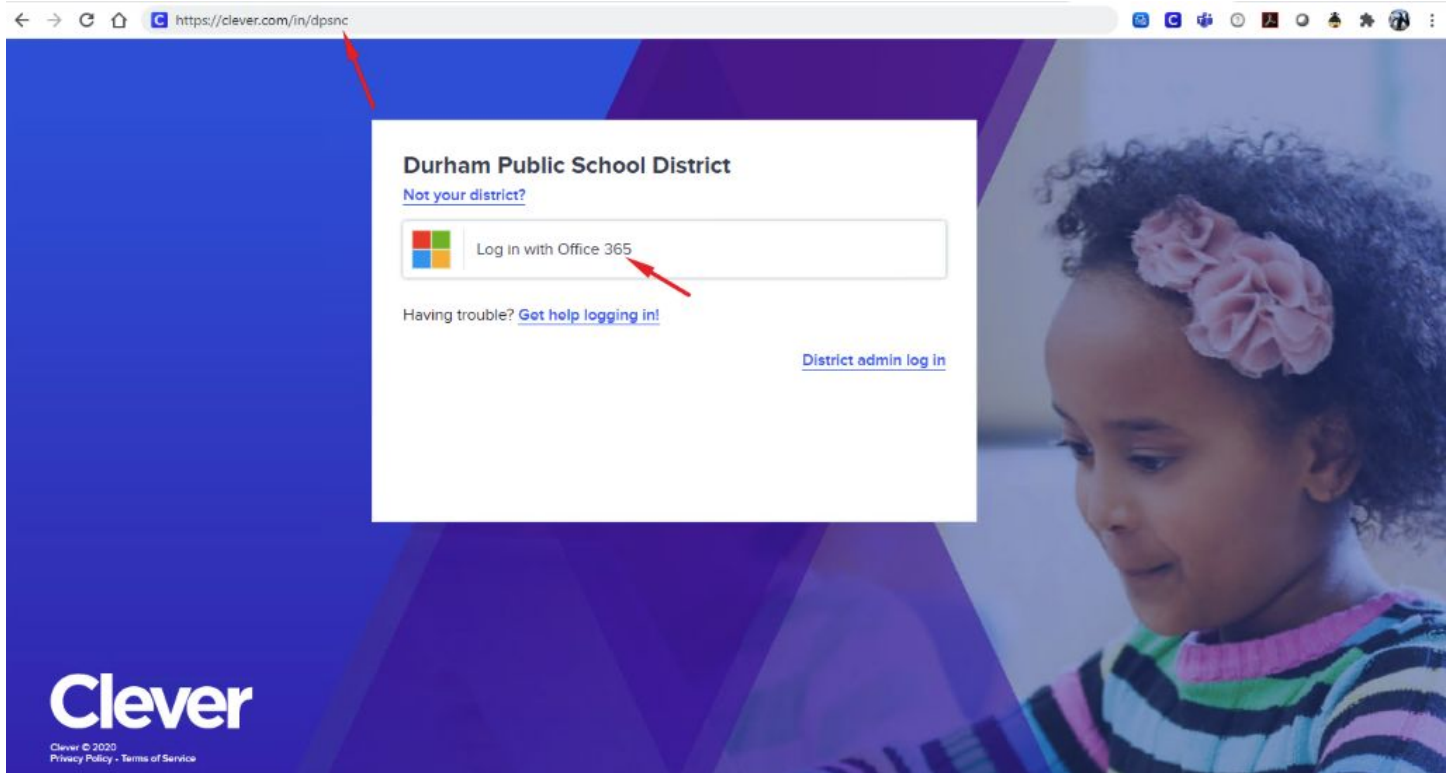 https://clever.com/in/dpsnc
Durham Public School District
Not your district?
Log in with Office 365
Having trouble? Get help logging in!
District admin log in
Clever
Clever © 2020
Privacy Policy - Terms of Service